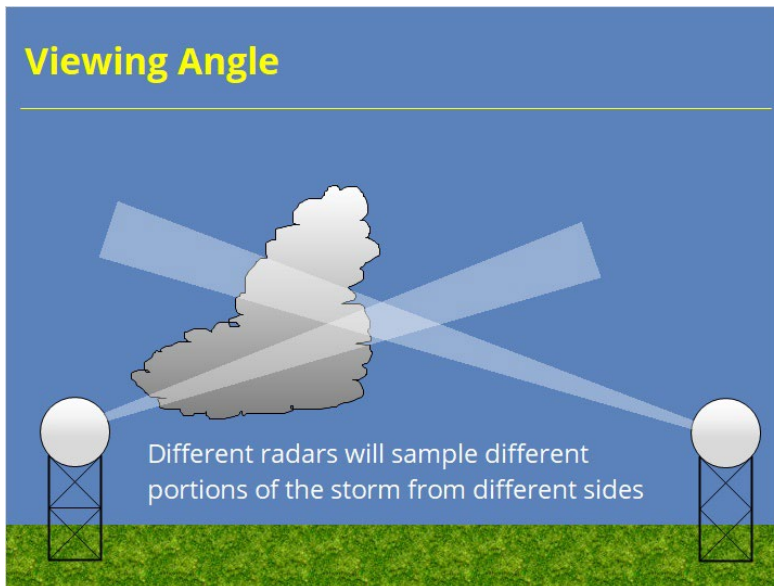 Viewing Angle
Different radars will sample different
portions of the storm from different sides